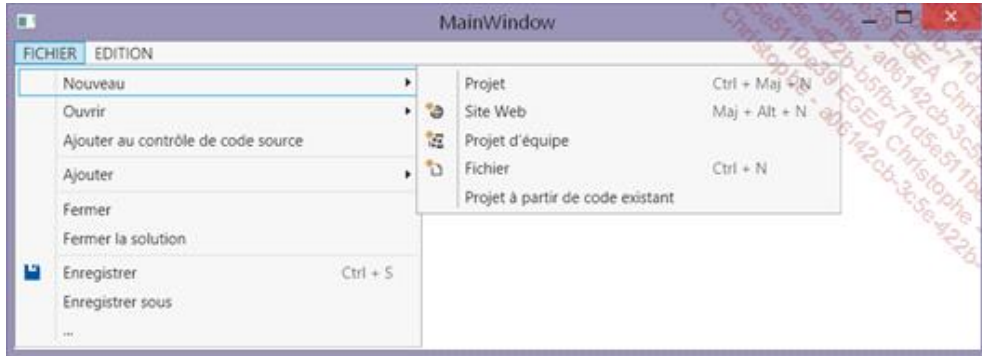 MainWindow
FICHIER EDITION
Nouveau
Ouvrir
Ajouter au contrôle de code source
Ajouter
Fermer
Fermer la solution
Enregistrer Ctrl + S
Enregistrer sous
...
Projet Ctrl + Maj + N
Site Web Maj + Alt + N
Projet d'équipe
Fichier Ctrl + N
Projet à partir de code existant